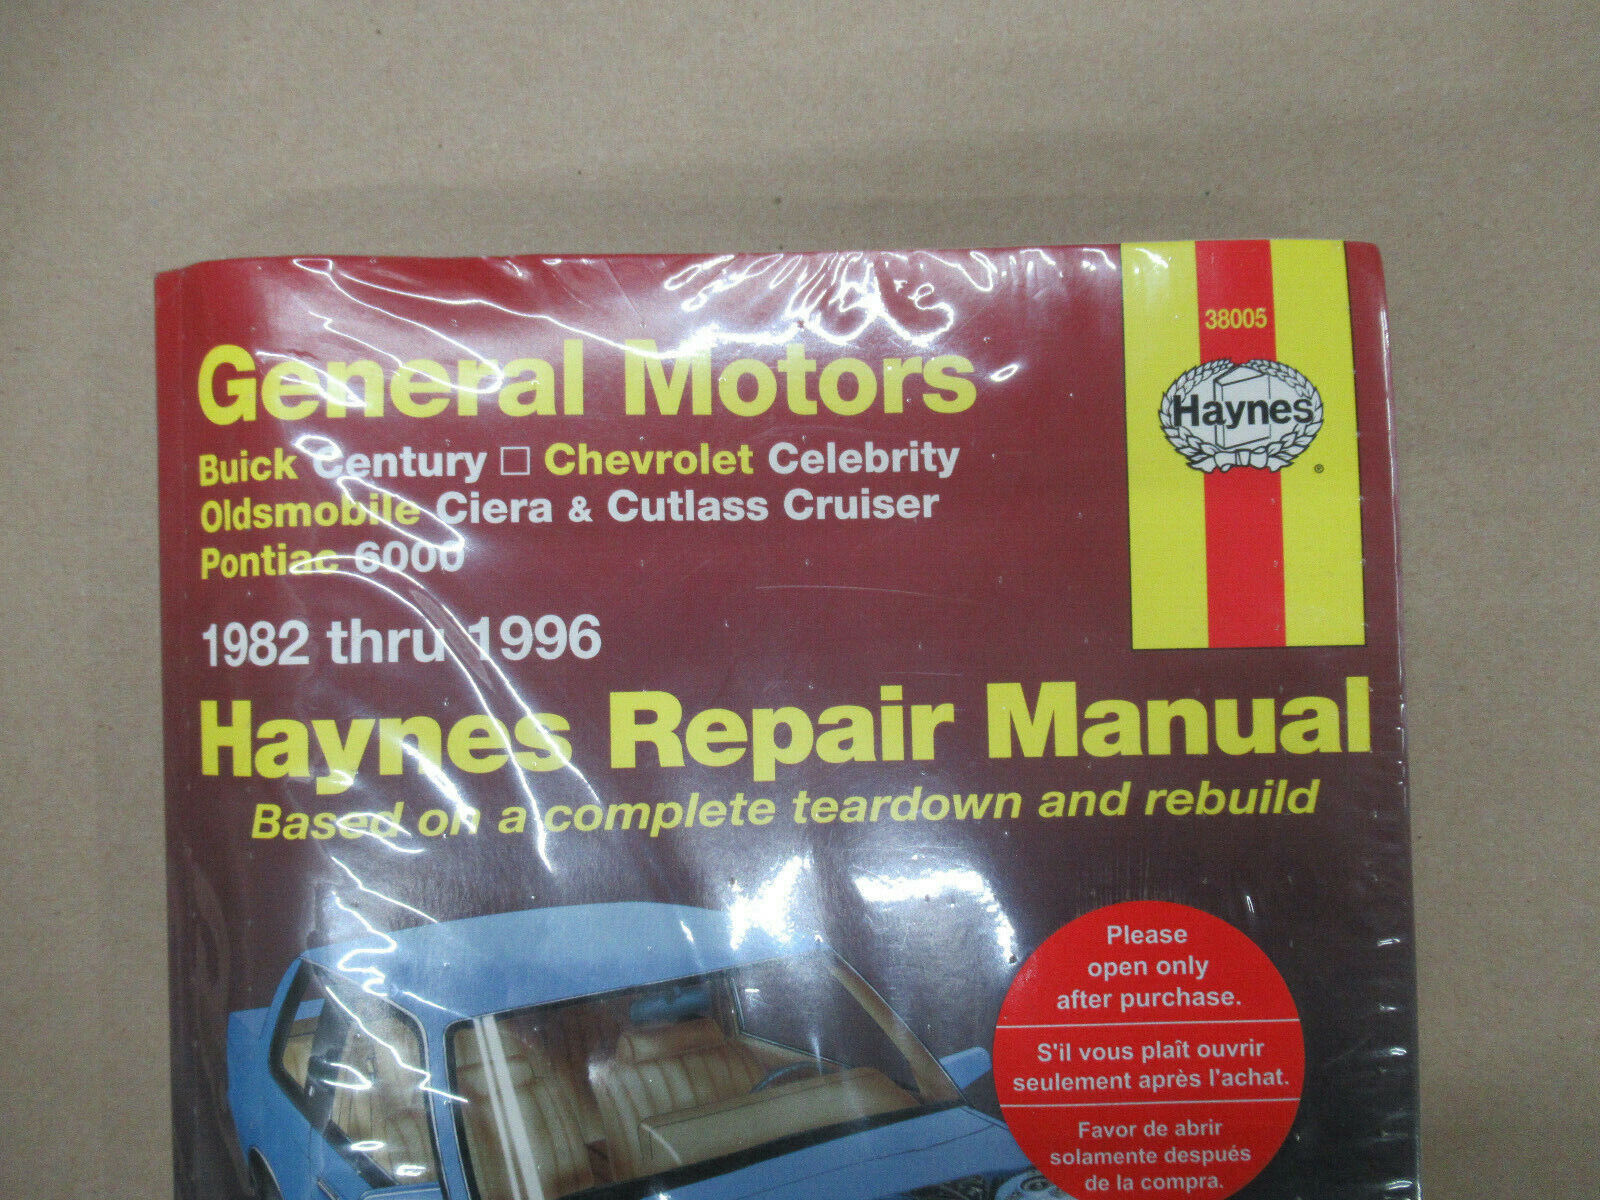 38005
Haynes
®
General Motors
Buick Century □ Chevrolet Celebrity
Oldsmobile Ciera & Cutlass Cruiser
Pontiac 6000
1982 thru 1996
Haynes Repair Manual
Based on a complete teardown and rebuild
Please
open only
after purchase.
S'il vous plaît ouvrir
seulement après l'achat.
Favor de abrir
solamente después
de la compra.